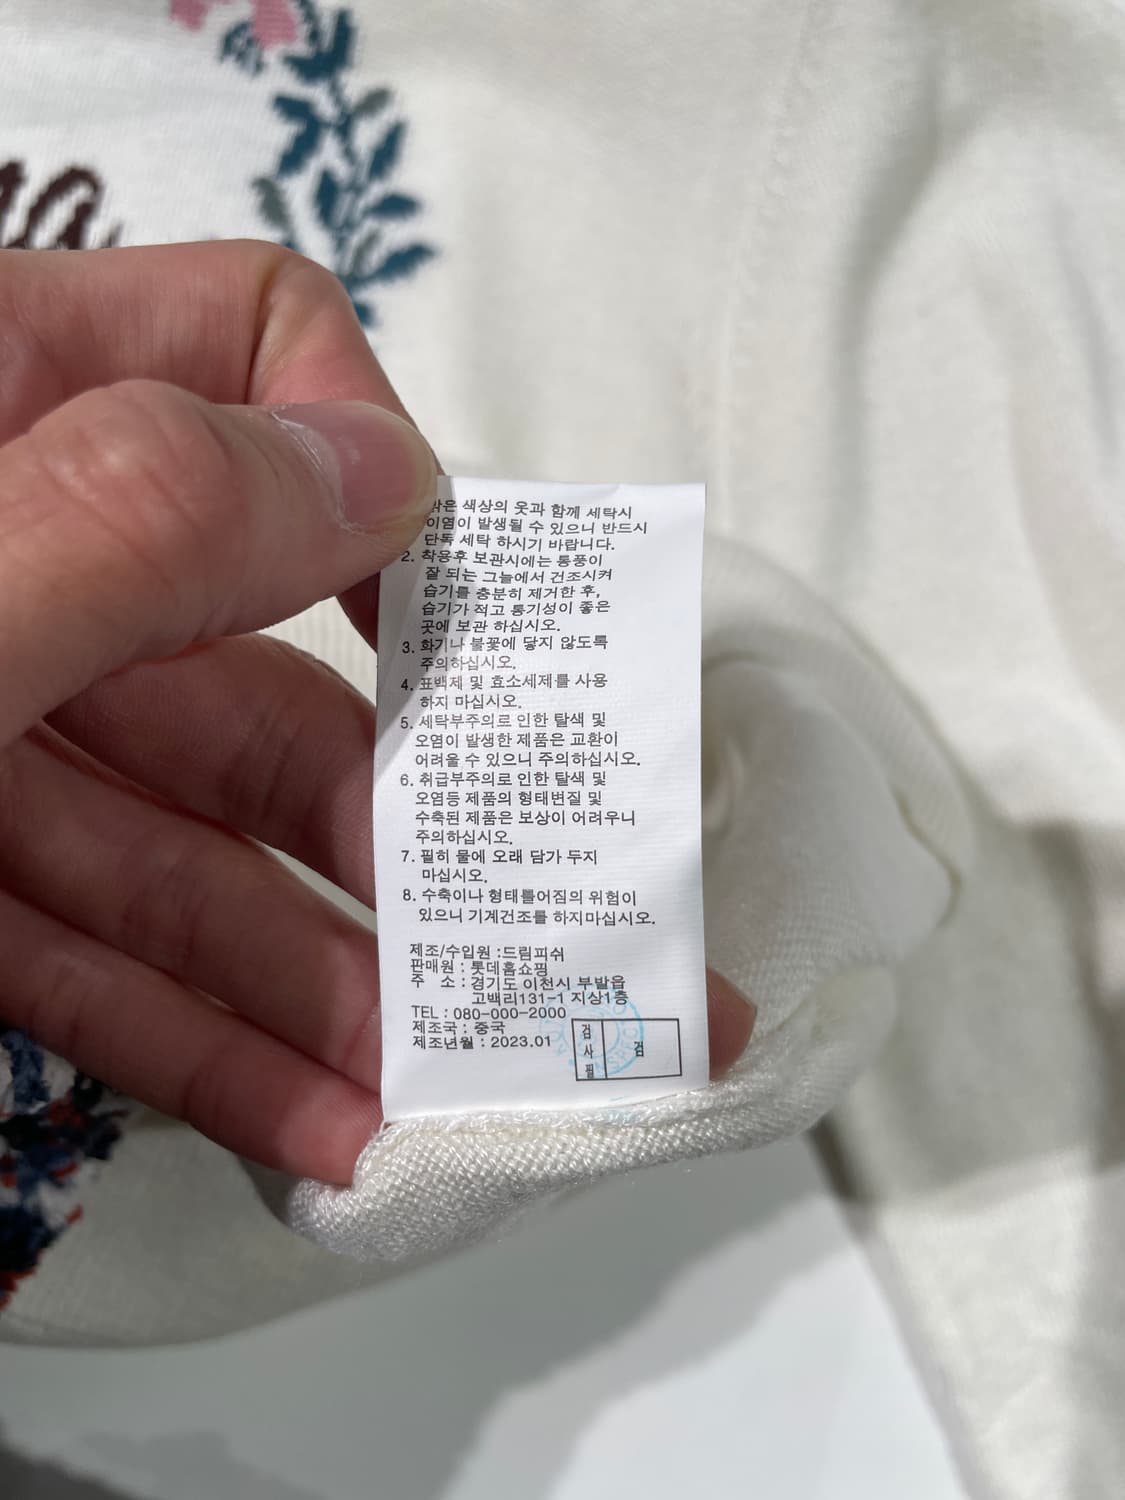 밝은 색상의 옷과 함께 세탁시
이염이 발생될 수 있으니 반드시
단독 세탁 하시기 바랍니다.
2. 착용후 보관시에는 통풍이
잘 되는 그늘에서 건조시켜
습기를 충분히 제거한 후,
습기가 적고 통기성이 좋은
곳에 보관 하십시오.
3. 화기나 불꽃에 닿지 않도록
주의하십시오.
4. 표백제 및 효소세제를 사용
하지 마십시오.
5. 세탁부주의로 인한 탈색 및
오염이 발생한 제품은 교환이
어려울 수 있으니 주의하십시오.
6. 취급부주의로 인한 탈색 및
오염등 제품의 형태변질 및
수축된 제품은 보상이 어려우니
주의하십시오.
7. 필히 물에 오래 담가 두지
마십시오.
8. 수축이나 형태틀어짐의 위험이
있으니 기계건조를 하지마십시오.
제조/수입원 :드림피쉬
판매원 : 롯데홈쇼핑
주 소 : 경기도 이천시 부발읍
고백리131-1 지상1층
TEL : 080-000-2000
제조국 : 중국
제조년월 : 2023.01
검사필 검